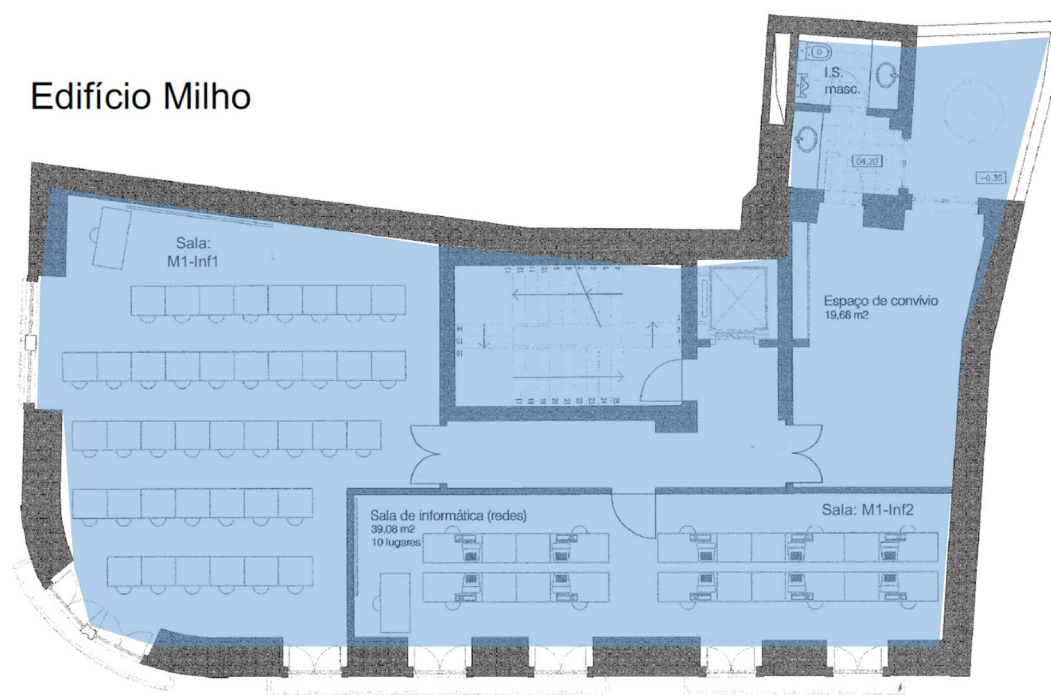 Edifício Milho
I.S.
masc.
04.20
-0.35
Sala:
M1-Inf1
Espaço de convívio
19,68 m2
Sala de informática (redes)
39,08 m2
10 lugares
Sala: M1-Inf2